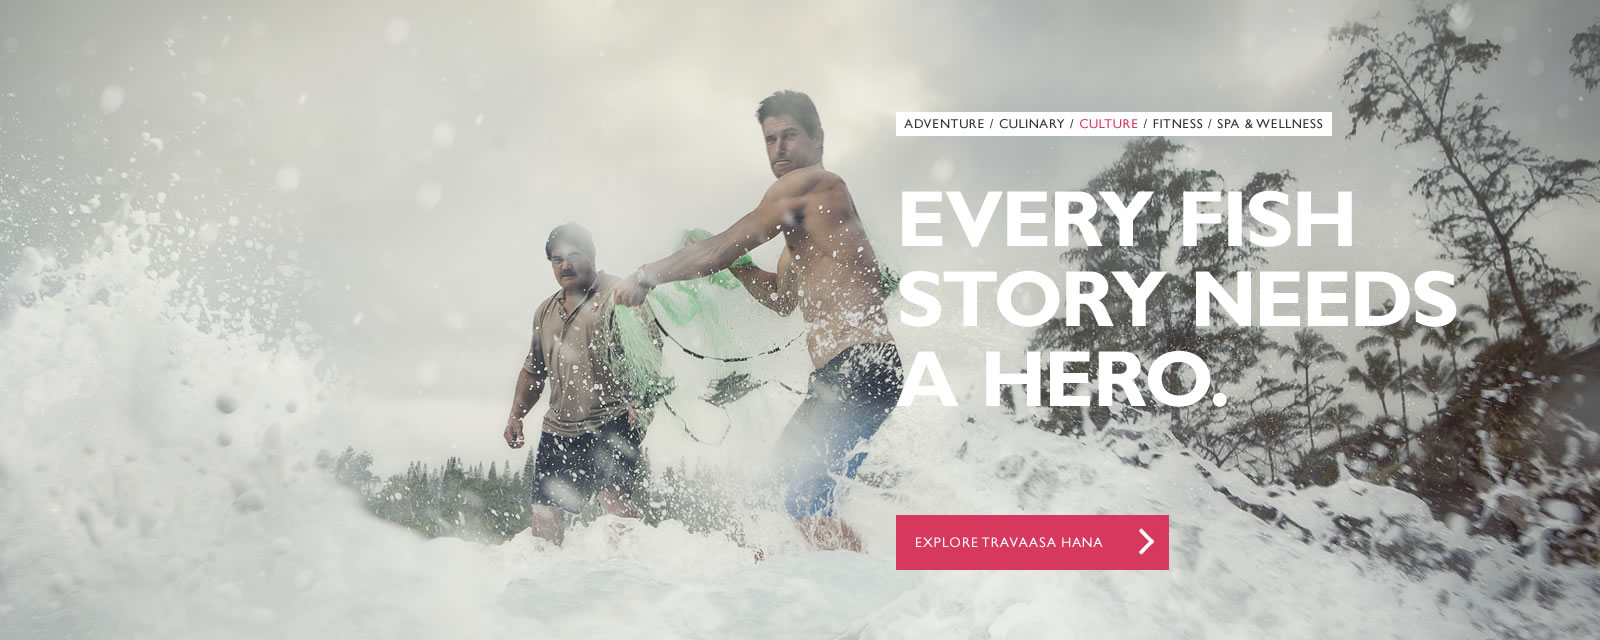 ADVENTURE / CULINARY / CULTURE / FITNESS / SPA & WELLNESS
EVERY FISH
STORY NEEDS
A HERO.
EXPLORE TRAVAASA HANA